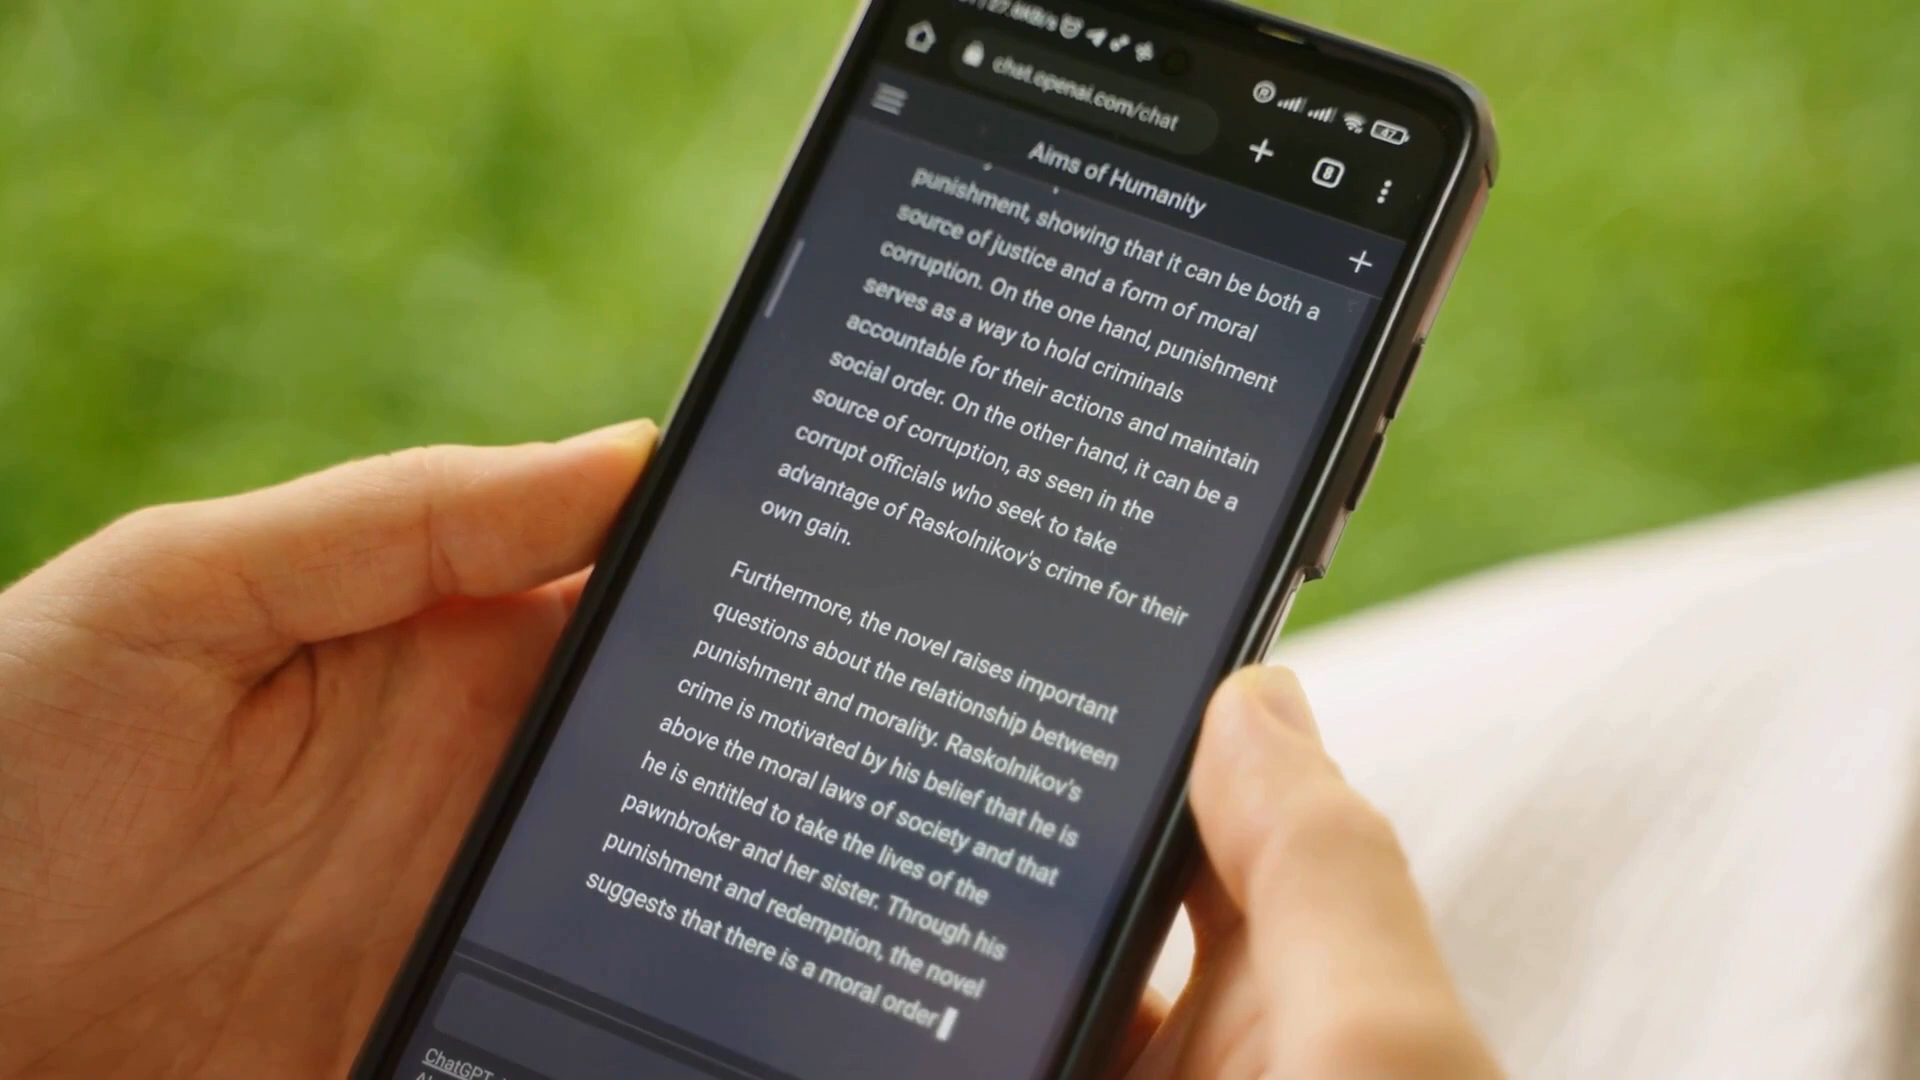 chat.openai.com/chat
8
47
Aims of Humanity
punishment, showing that it can be both a
source of justice and a form of moral
corruption. On the one hand, punishment
serves as a way to hold criminals
accountable for their actions and maintain
social order. On the other hand, it can be a
source of corruption, as seen in the
corrupt officials who seek to take
advantage of Raskolnikov's crime for their
own gain.
Furthermore, the novel raises important
questions about the relationship between
punishment and morality. Raskolnikov's
crime is motivated by his belief that he is
above the moral laws of society and that
he is entitled to take the lives of the
pawnbroker and her sister. Through his
punishment and redemption, the novel
suggests that there is a moral order
ChatGPT